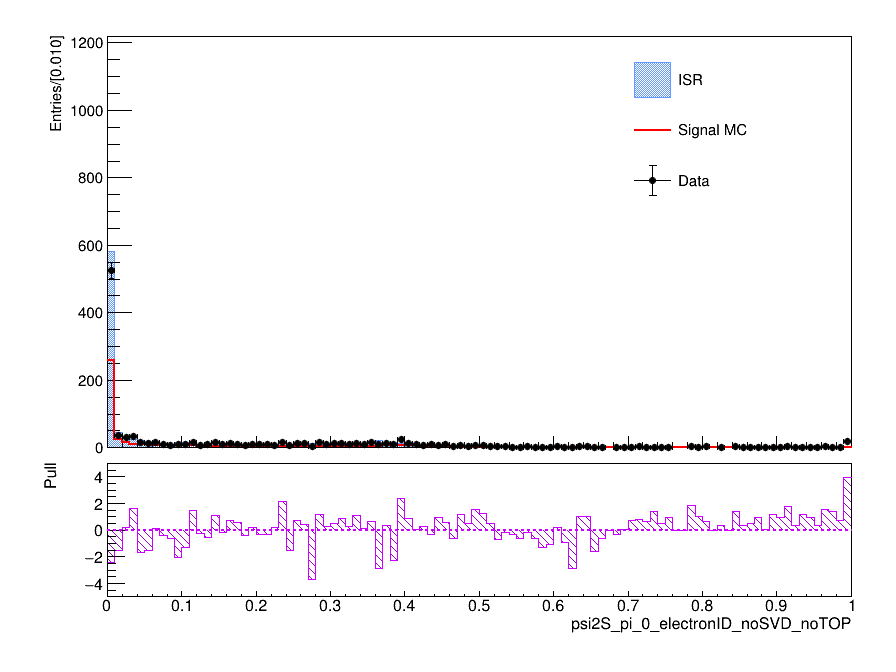 Entries/[0.010]
1200
1000
800
600
400
200
0
ISR
Signal MC
Data
Pull
4
2
0
−2
−4
0 0.1 0.2 0.3 0.4 0.5 0.6 0.7 0.8 0.9 1
psi2S_pi_0_electronID_noSVD_noTOP